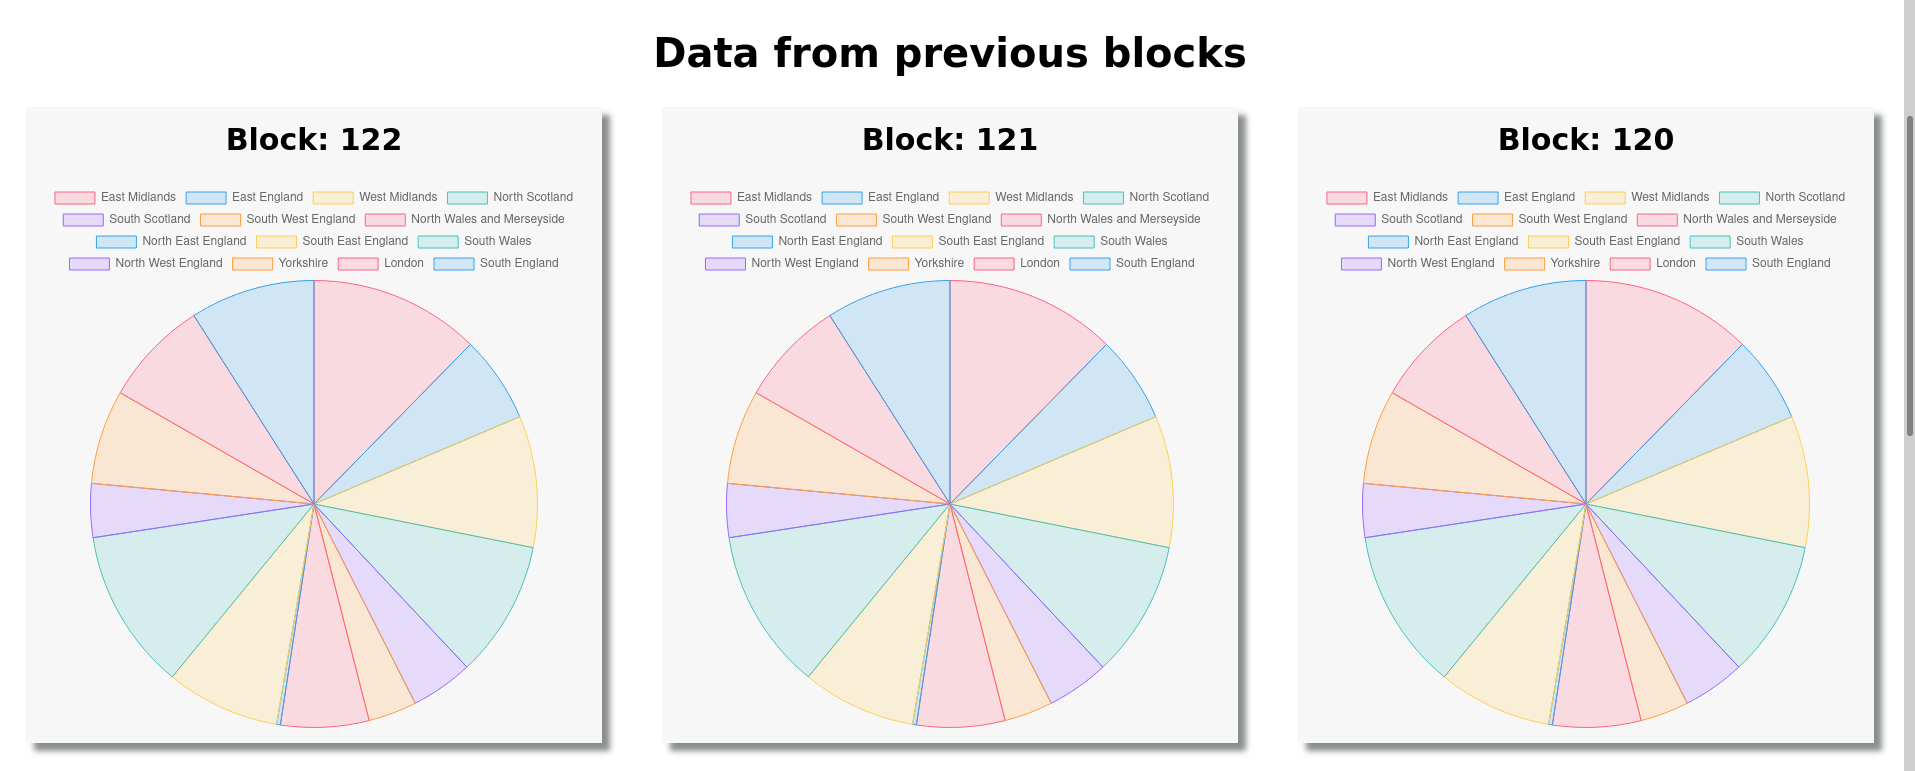 Data from previous blocks
Block: 122
East Midlands East England West Midlands North Scotland
South Scotland South West England North Wales and Merseyside
North East England South East England South Wales
North West England Yorkshire London South England
Block: 121
East Midlands East England West Midlands North Scotland
South Scotland South West England North Wales and Merseyside
North East England South East England South Wales
North West England Yorkshire London South England
Block: 120
East Midlands East England West Midlands North Scotland
South Scotland South West England North Wales and Merseyside
North East England South East England South Wales
North West England Yorkshire London South England